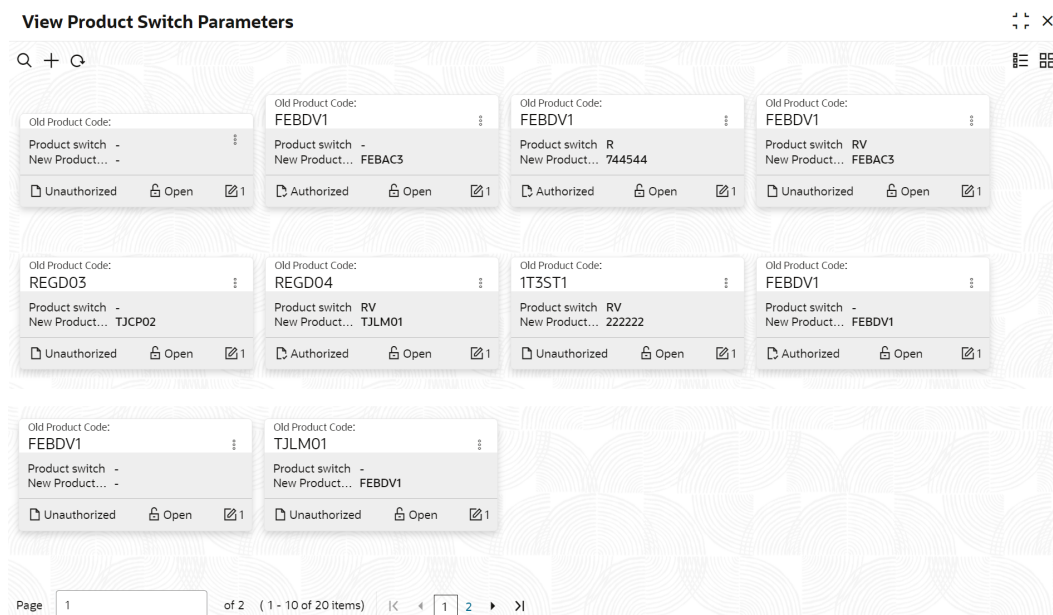 View Product Switch Parameters
Old Product Code:
Product switch -
New Product... -
Unauthorized Open 1
Old Product Code:
FEBDV1
Product switch -
New Product... FEBAC3
Authorized Open 1
Old Product Code:
FEBDV1
Product switch R
New Product... 744544
Authorized Open 1
Old Product Code:
FEBDV1
Product switch RV
New Product... FEBAC3
Unauthorized Open 1
Old Product Code:
REGD03
Product switch -
New Product... TJCP02
Unauthorized Open 1
Old Product Code:
REGD04
Product switch RV
New Product... TJLM01
Authorized Open 1
Old Product Code:
1T3ST1
Product switch RV
New Product... 222222
Unauthorized Open 1
Old Product Code:
FEBDV1
Product switch -
New Product... FEBDV1
Authorized Open 1
Old Product Code:
FEBDV1
Product switch -
New Product... -
Unauthorized Open 1
Old Product Code:
TJLM01
Product switch -
New Product... FEBDV1
Unauthorized Open 1
Page 1 of 2 (1 - 10 of 20 items) 1 2